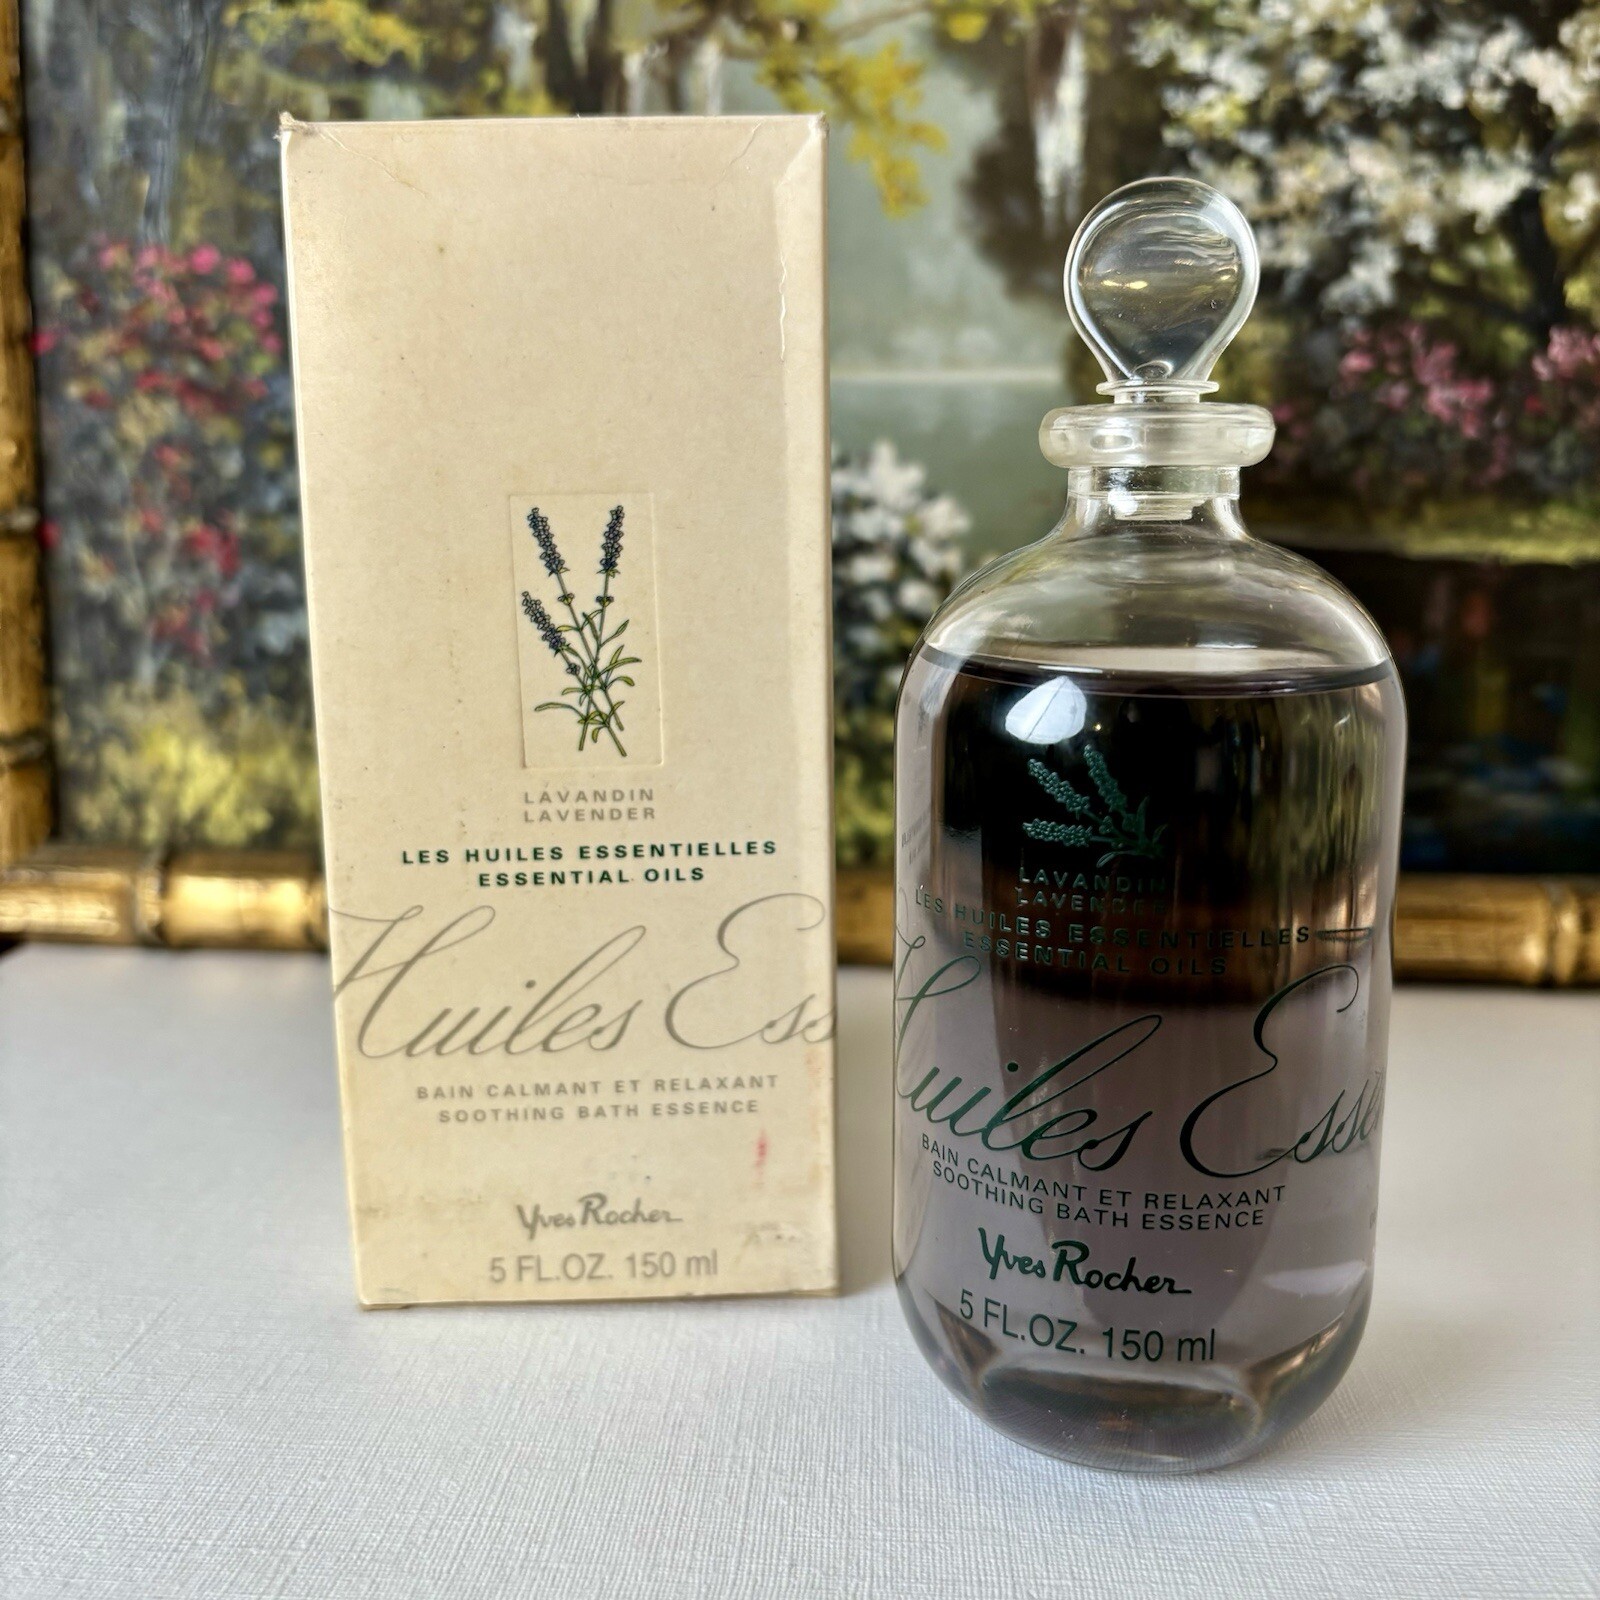 LAVANDIN
LAVENDER
LES HUILES ESSENTIELLES
ESSENTIAL OILS
Huiles Ess
BAIN CALMANT ET RELAXANT
SOOTHING BATH ESSENCE
Yves Rocher
5 FL.OZ. 150 ml
LAVANDIN
LAVENDER
LES HUILES ESSENTIELLES
ESSENTIAL OILS
Huiles Essen
BAIN CALMANT ET RELAXANT
SOOTHING BATH ESSENCE
Yves Rocher
5 FL.OZ. 150 ml